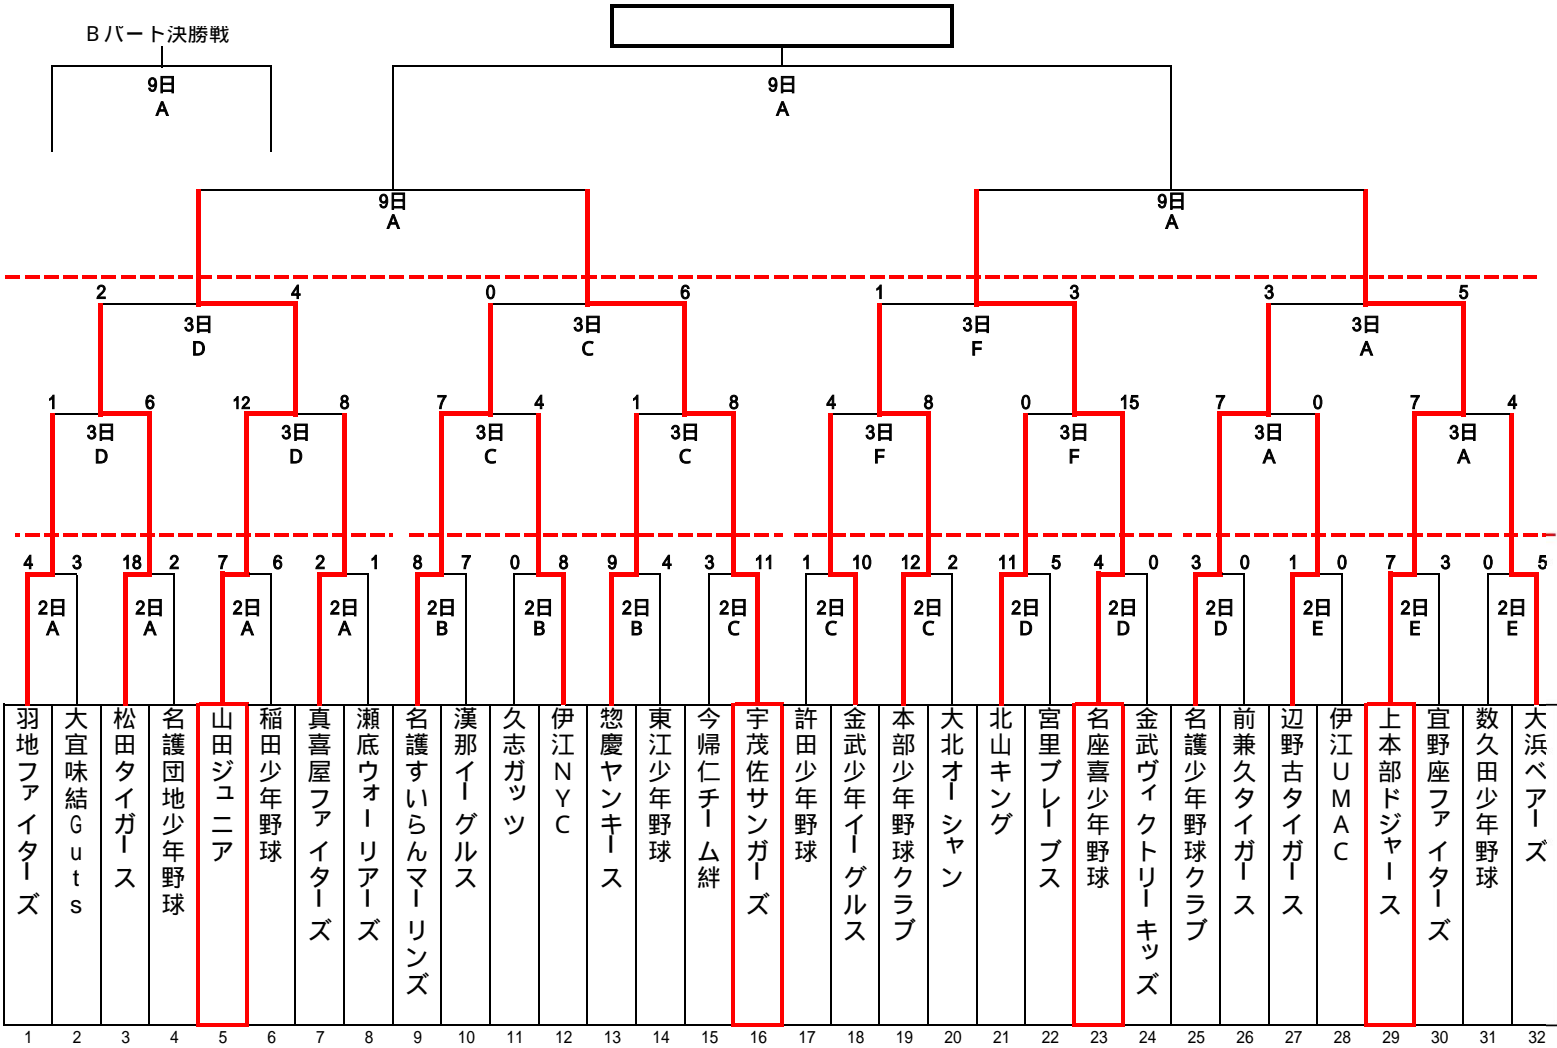 Bパート決勝戦
9日
A
9日
A
9日
A
9日
A
2 4 0 6 1 3 3 5
3日 3日 3日 3日
D C F A
1 6 12 8 7 4 1 8 4 8 0 15 7 0 7 4
3日 3日 3日 3日 3日 3日 3日 3日
D D C C F F A A
4 3 18 2 7 6 2 1 8 7 0 8 9 4 3 11 1 10 12 2 11 5 4 0 3 0 1 0 7 3 0 5
2日 2日 2日 2日 2日 2日 2日 2日 2日 2日 2日 2日 2日 2日 2日 2日
A A A A B B B C C C D D D E E E
羽地ファイターズ
大宜味結Guts
松田タイガース
名護団地少年野球
山田ジュニア
稲田少年野球
真喜屋ファイターズ
瀬底ウォーリアーズ
名護すいらんマーリンズ
漢那イーグルス
久志ガッツ
伊江NYC
惣慶ヤンキース
東江少年野球
今帰仁チーム絆
宇茂佐サンガーズ
許田少年野球
金武少年イーグルス
本部少年野球クラブ
大北オーシャン
北山キング
宮里ブレーブス
名座喜少年野球
金武ヴィクトリーキッズ
名護少年野球クラブ
前兼久タイガース
辺野古タイガース
伊江UMAC
上本部ドジャース
宜野座ファイターズ
数久田少年野球
大浜ベアーズ
1 2 3 4 5 6 7 8 9 10 11 12 13 14 15 16 17 18 19 20 21 22 23 24 25 26 27 28 29 30 31 32